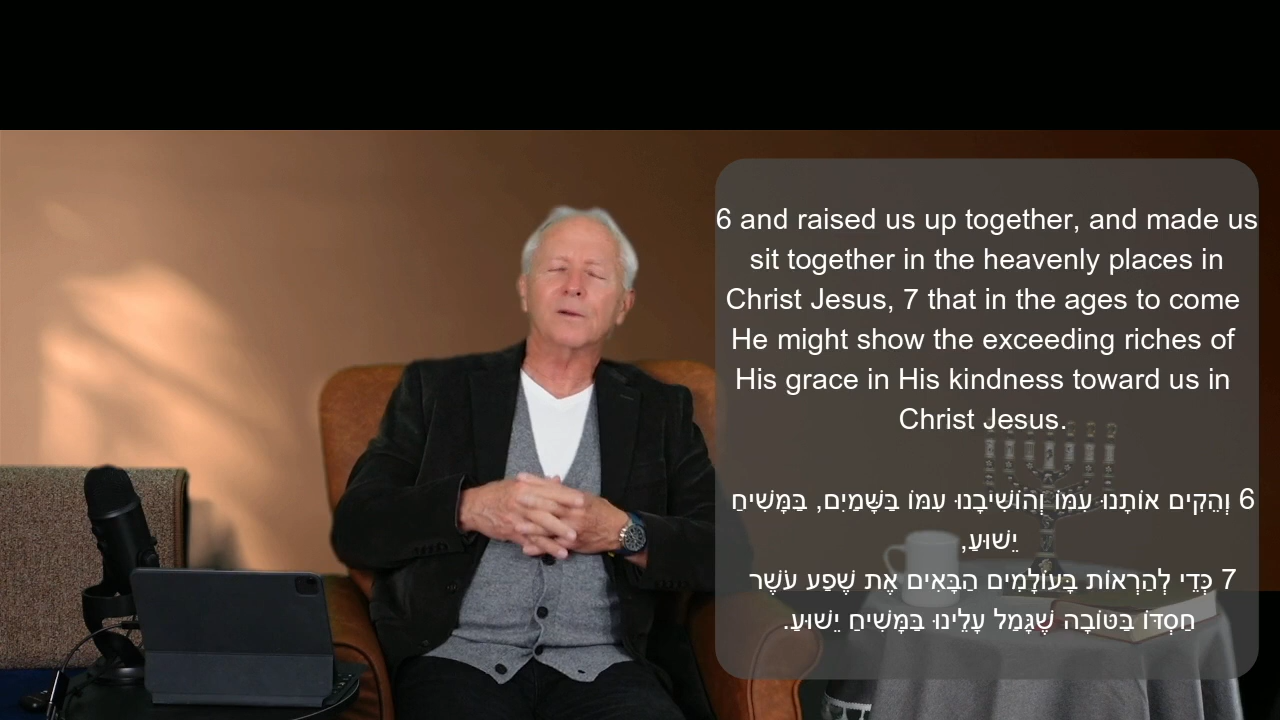 6 and raised us up together, and made us
sit together in the heavenly places in
Christ Jesus, 7 that in the ages to come
He might show the exceeding riches of
His grace in His kindness toward us in
Christ Jesus.
6 וְהֵקִים אוֹתָנוּ עִמּוֹ וְהוֹשִׁיבָנוּ עִמּוֹ בַּשָּׁמַיִם, בַּמָּשִׁיחַ
יֵשׁוּעַ,
7 כְּדֵי לְהַרְאוֹת בָּעוֹלָמִים הַבָּאִים אֶת שֶׁפַע עֹשֶׁר
חַסְדּוֹ בַּטּוֹבָה שֶׁגָּמַל עָלֵינוּ בַּמָּשִׁיחַ יֵשׁוּעַ.